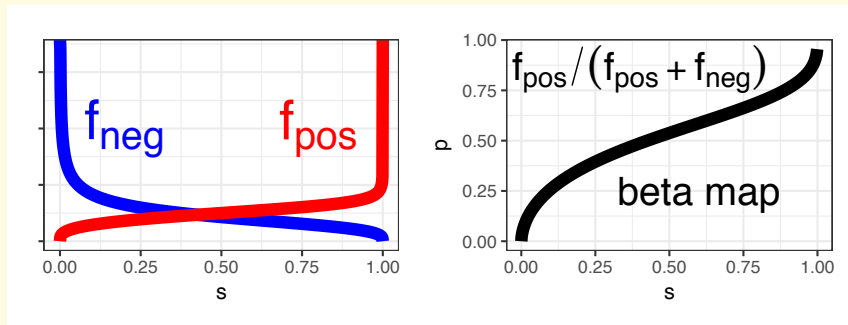 f_neg
f_pos
0.00 0.25 0.50 0.75 1.00
s
1.00
f_pos/(f_pos + f_neg)
0.75
p
0.50
beta map
0.25
0.00
0.00 0.25 0.50 0.75 1.00
s